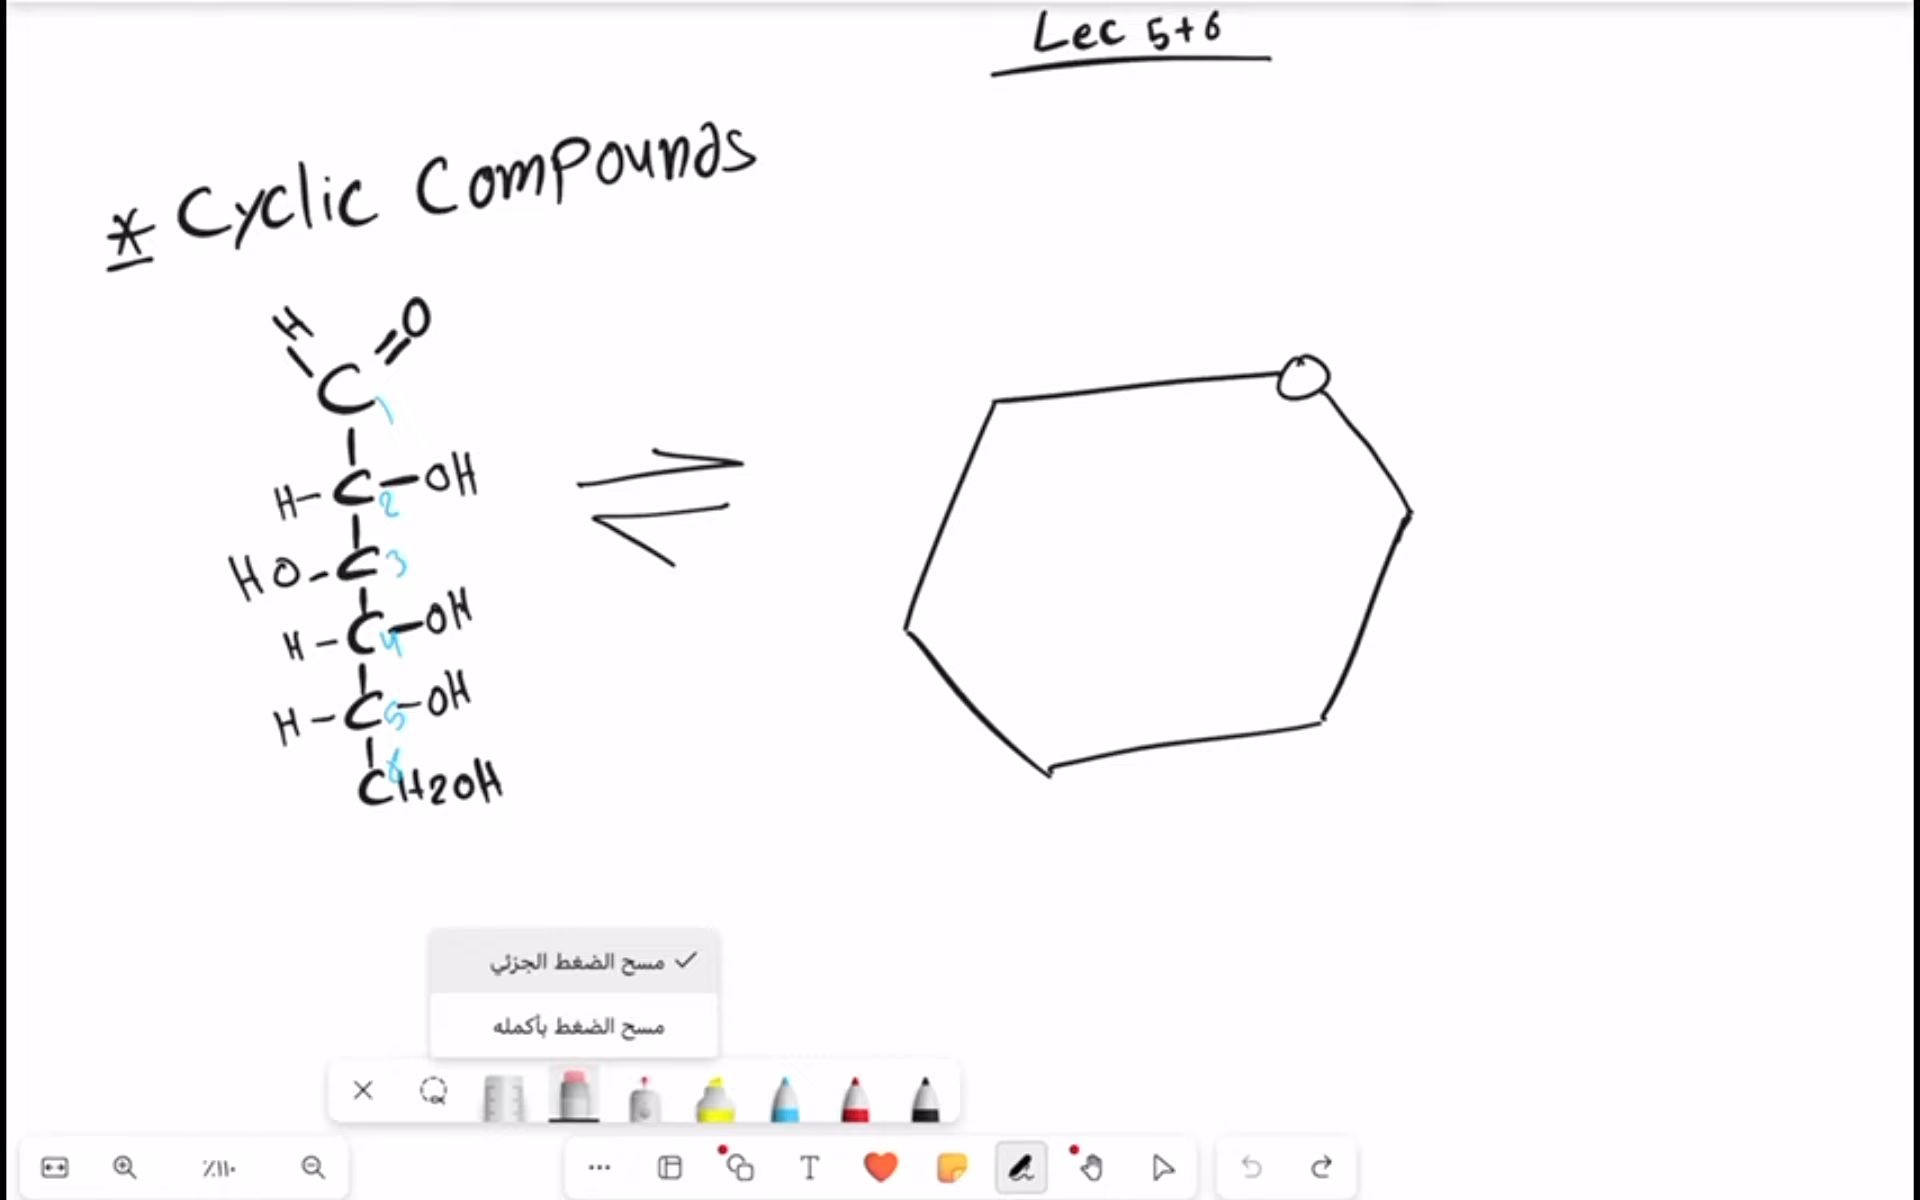 Lec 5+6
* Cyclic Compounds
H O
C 1
H-C-OH 2
HO-C 3
H-C-OH 4
H-C-OH 5
CH2OH 6
O
مسح الضغط الجزئي
مسح الضغط بأكمله
٪١١٠
T